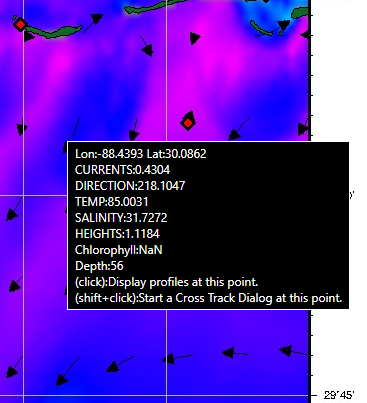 Lon:-88.4393 Lat:30.0862
CURRENTS:0.4304
DIRECTION:218.1047
TEMP:85.0031
SALINITY:31.7272
HEIGHTS:1.1184
Chlorophyll:NaN
Depth:56
(click):Display profiles at this point.
(shift+click):Start a Cross Track Dialog at this point.
29°45'